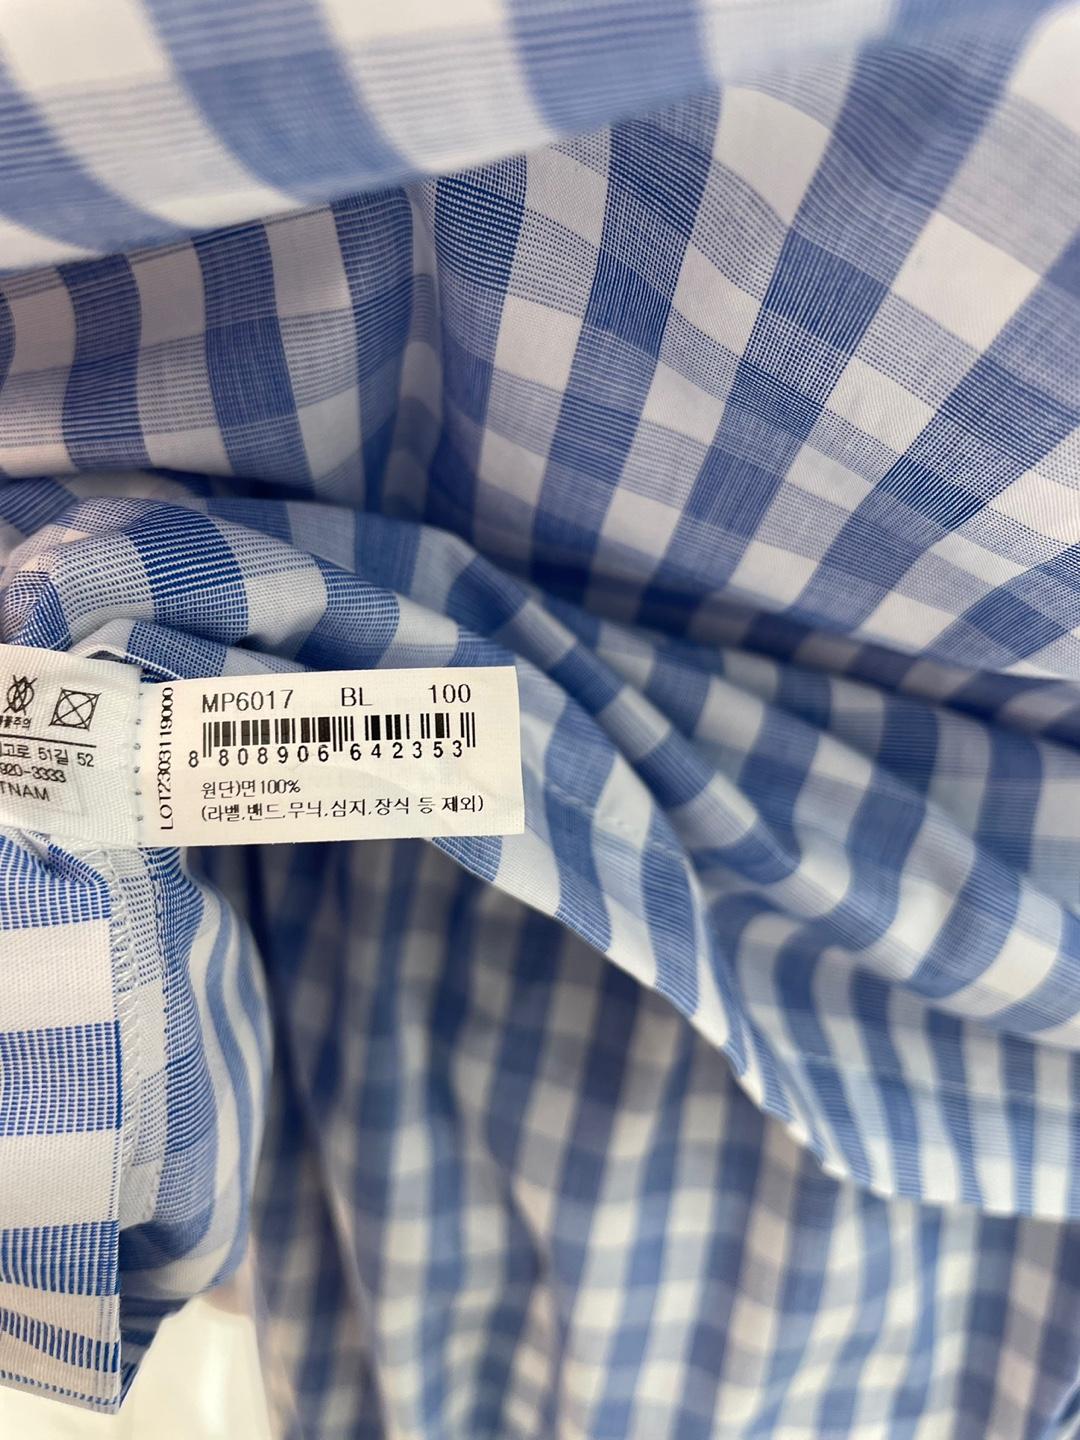 MP6017 BL 100
8 808906 642353
원단)면100%
(라벨,밴드,무늬,심지,장식 등 제외)
LOT2303119000
고로 51길 52
920-3333
TNAM